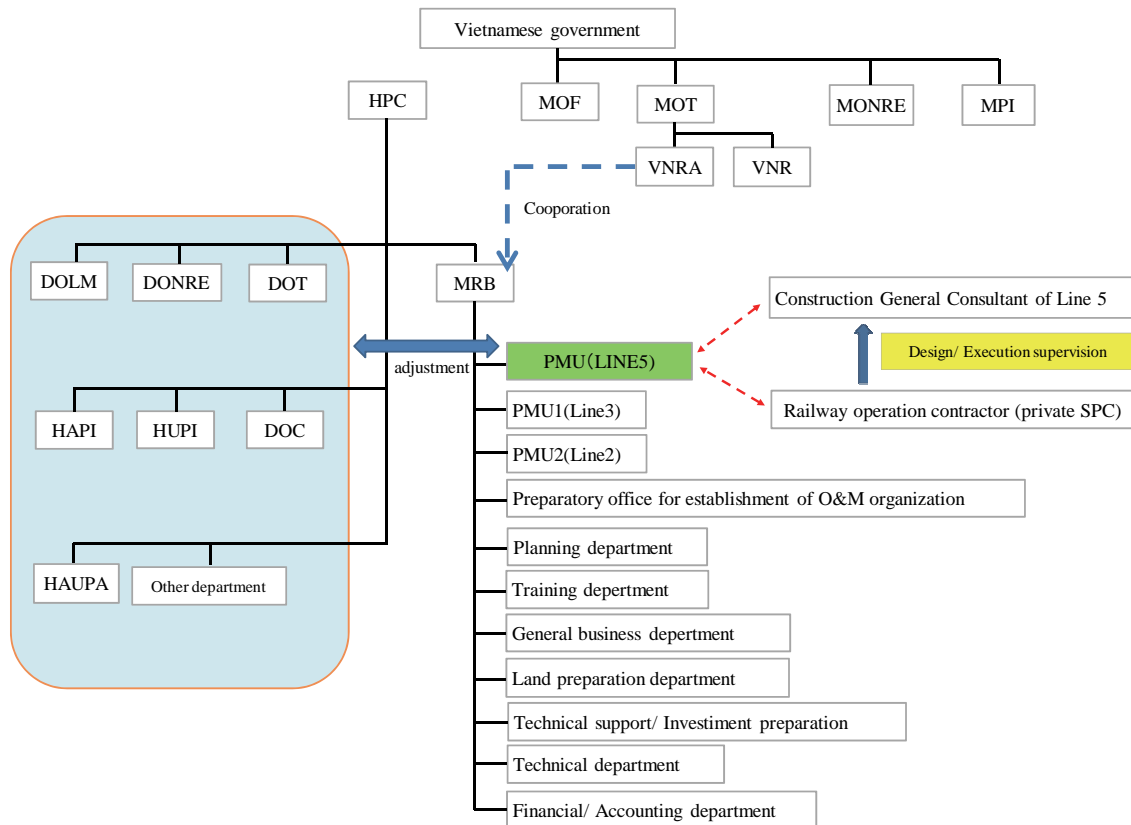 Vietnamese government
HPC
MOF
MOT
MONRE
MPI
VNRA
VNR
Cooporation
DOLM
DONRE
DOT
MRB
Construction General Consultant of Line 5
adjustment
PMU(LINE5)
Design/ Execution supervision
HAPI
HUPI
DOC
PMU1(Line3)
Railway operation contractor (private SPC)
PMU2(Line2)
Preparatory office for establishment of O&M organization
HAUPA
Other department
Planning department
Training depertment
General business depertment
Land preparation department
Technical support/ Investiment preparation
Technical department
Financial/ Accounting department